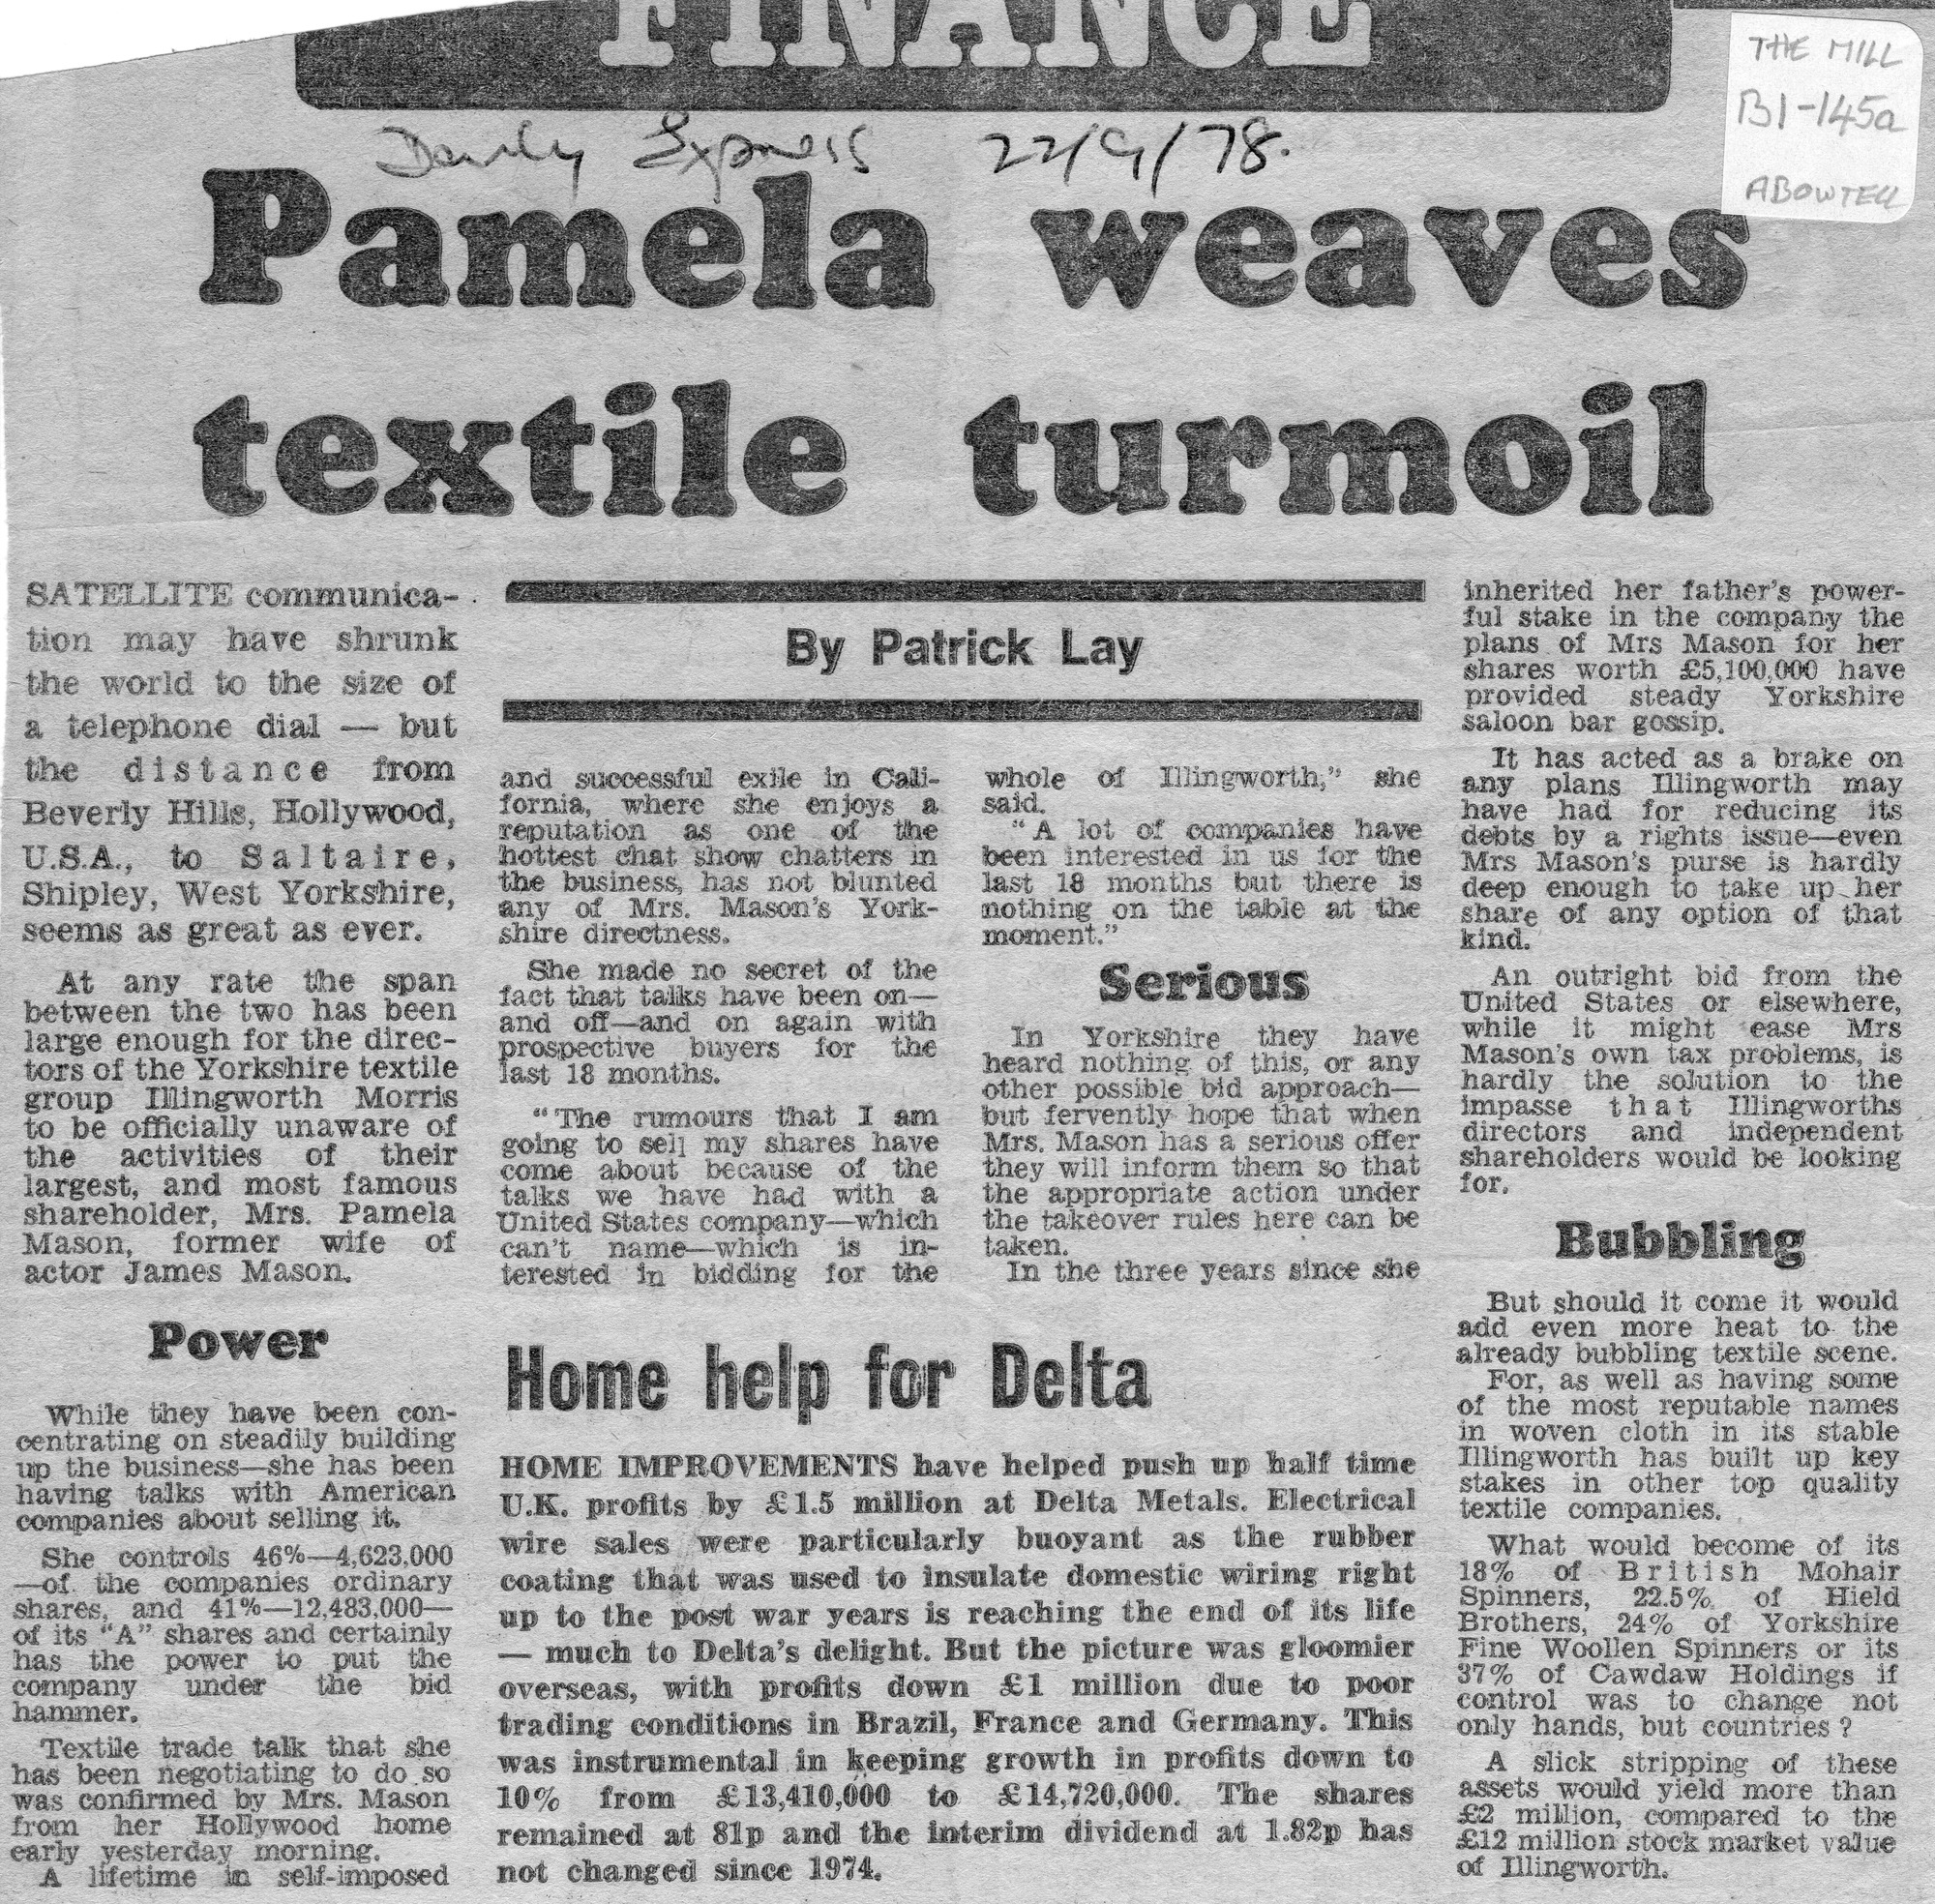 FINANCE
THE MILL
B1-145a
ABOWTELL
Daily Express 22/9/78.
Pamela weaves
textile turmoil
By Patrick Lay
SATELLITE communica-
tion may have shrunk
the world to the size of
a telephone dial — but
the distance from
Beverly Hills, Hollywood,
U.S.A., to Saltaire,
Shipley, West Yorkshire,
seems as great as ever.
At any rate the span
between the two has been
large enough for the direc-
tors of the Yorkshire textile
group Illingworth Morris
to be officially unaware of
the activities of their
largest, and most famous
shareholder, Mrs. Pamela
Mason, former wife of
actor James Mason.
Power
While they have been con-
centrating on steadily building
up the business—she has been
having talks with American
companies about selling it.
She controls 46%—4,623,000
—of the companies ordinary
shares, and 41%—12,483,000—
of its "A" shares and certainly
has the power to put the
company under the bid
hammer.
Textile trade talk that she
has been negotiating to do so
was confirmed by Mrs. Mason
from her Hollywood home
early yesterday morning.
A lifetime in self-imposed
and successful exile in Cali-
fornia, where she enjoys a
reputation as one of the
hottest chat show chatters in
the business, has not blunted
any of Mrs. Mason's York-
shire directness.
She made no secret of the
fact that talks have been on—
and off—and on again with
prospective buyers for the
last 18 months.
"The rumours that I am
going to sell my shares have
come about because of the
talks we have had with a
United States company—which
can't name—which is in-
terested in bidding for the
whole of Illingworth," she
said.
"A lot of companies have
been interested in us for the
last 18 months but there is
nothing on the table at the
moment."
Serious
In Yorkshire they have
heard nothing of this, or any
other possible bid approach—
but fervently hope that when
Mrs. Mason has a serious offer
they will inform them so that
the appropriate action under
the takeover rules here can be
taken.
In the three years since she
inherited her father's power-
ful stake in the company the
plans of Mrs Mason for her
shares worth £5,100,000 have
provided steady Yorkshire
saloon bar gossip.
It has acted as a brake on
any plans Illingworth may
have had for reducing its
debts by a rights issue—even
Mrs Mason's purse is hardly
deep enough to take up her
share of any option of that
kind.
An outright bid from the
United States or elsewhere,
while it might ease Mrs
Mason's own tax problems, is
hardly the solution to the
impasse that Illingworths
directors and independent
shareholders would be looking
for.
Bubbling
But should it come it would
add even more heat to the
already bubbling textile scene.
For, as well as having some
of the most reputable names
in woven cloth in its stable
Illingworth has built up key
stakes in other top quality
textile companies.
What would become of its
18% of British Mohair
Spinners, 22.5% of Hield
Brothers, 24% of Yorkshire
Fine Woollen Spinners or its
37% of Cawdaw Holdings if
control was to change not
only hands, but countries?
A slick stripping of these
assets would yield more than
£2 million, compared to the
£12 million stock market value
of Illingworth.
Home help for Delta
HOME IMPROVEMENTS have helped push up half time
U.K. profits by £1.5 million at Delta Metals. Electrical
wire sales were particularly buoyant as the rubber
coating that was used to insulate domestic wiring right
up to the post war years is reaching the end of its life
— much to Delta's delight. But the picture was gloomier
overseas, with profits down £1 million due to poor
trading conditions in Brazil, France and Germany. This
was instrumental in keeping growth in profits down to
10% from £13,410,000 to £14,720,000. The shares
remained at 81p and the interim dividend at 1.82p has
not changed since 1974.